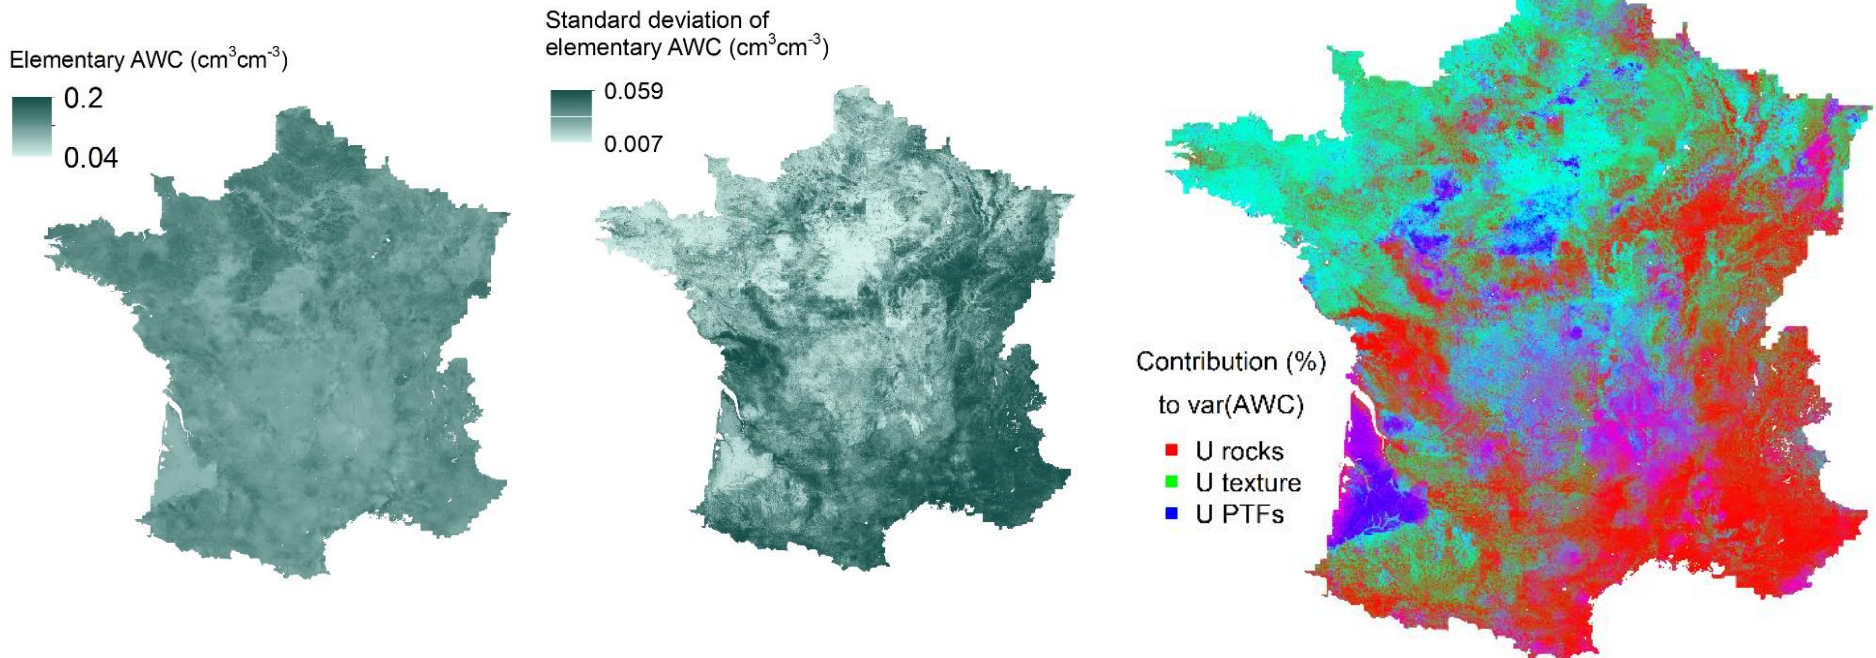 Elementary AWC (cm³cm⁻³)
0.2
0.04
Standard deviation of
elementary AWC (cm³cm⁻³)
0.059
0.007
Contribution (%)
to var(AWC)
U rocks
U texture
U PTFs